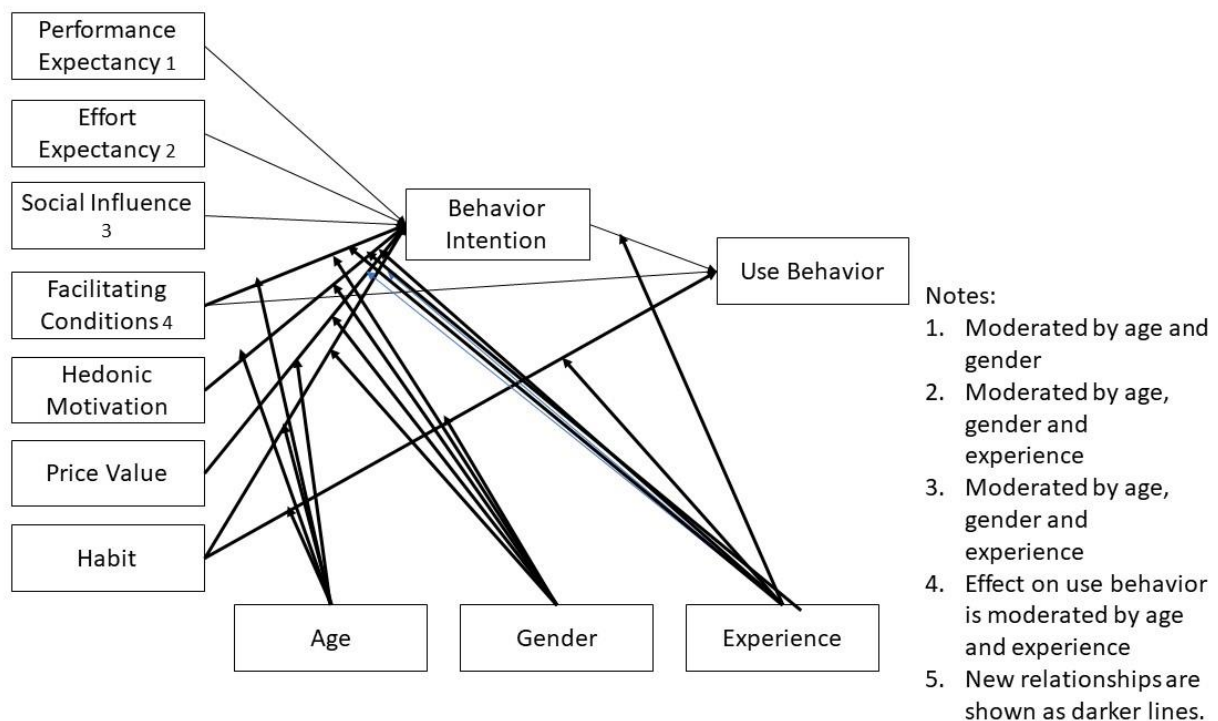 Performance
Expectancy 1
Effort
Expectancy 2
Social Influence
3
Facilitating
Conditions 4
Hedonic
Motivation
Price Value
Habit
Behavior
Intention
Use Behavior
Age
Gender
Experience
Notes:
1. Moderated by age and
gender
2. Moderated by age,
gender and
experience
3. Moderated by age,
gender and
experience
4. Effect on use behavior
is moderated by age
and experience
5. New relationships are
shown as darker lines.